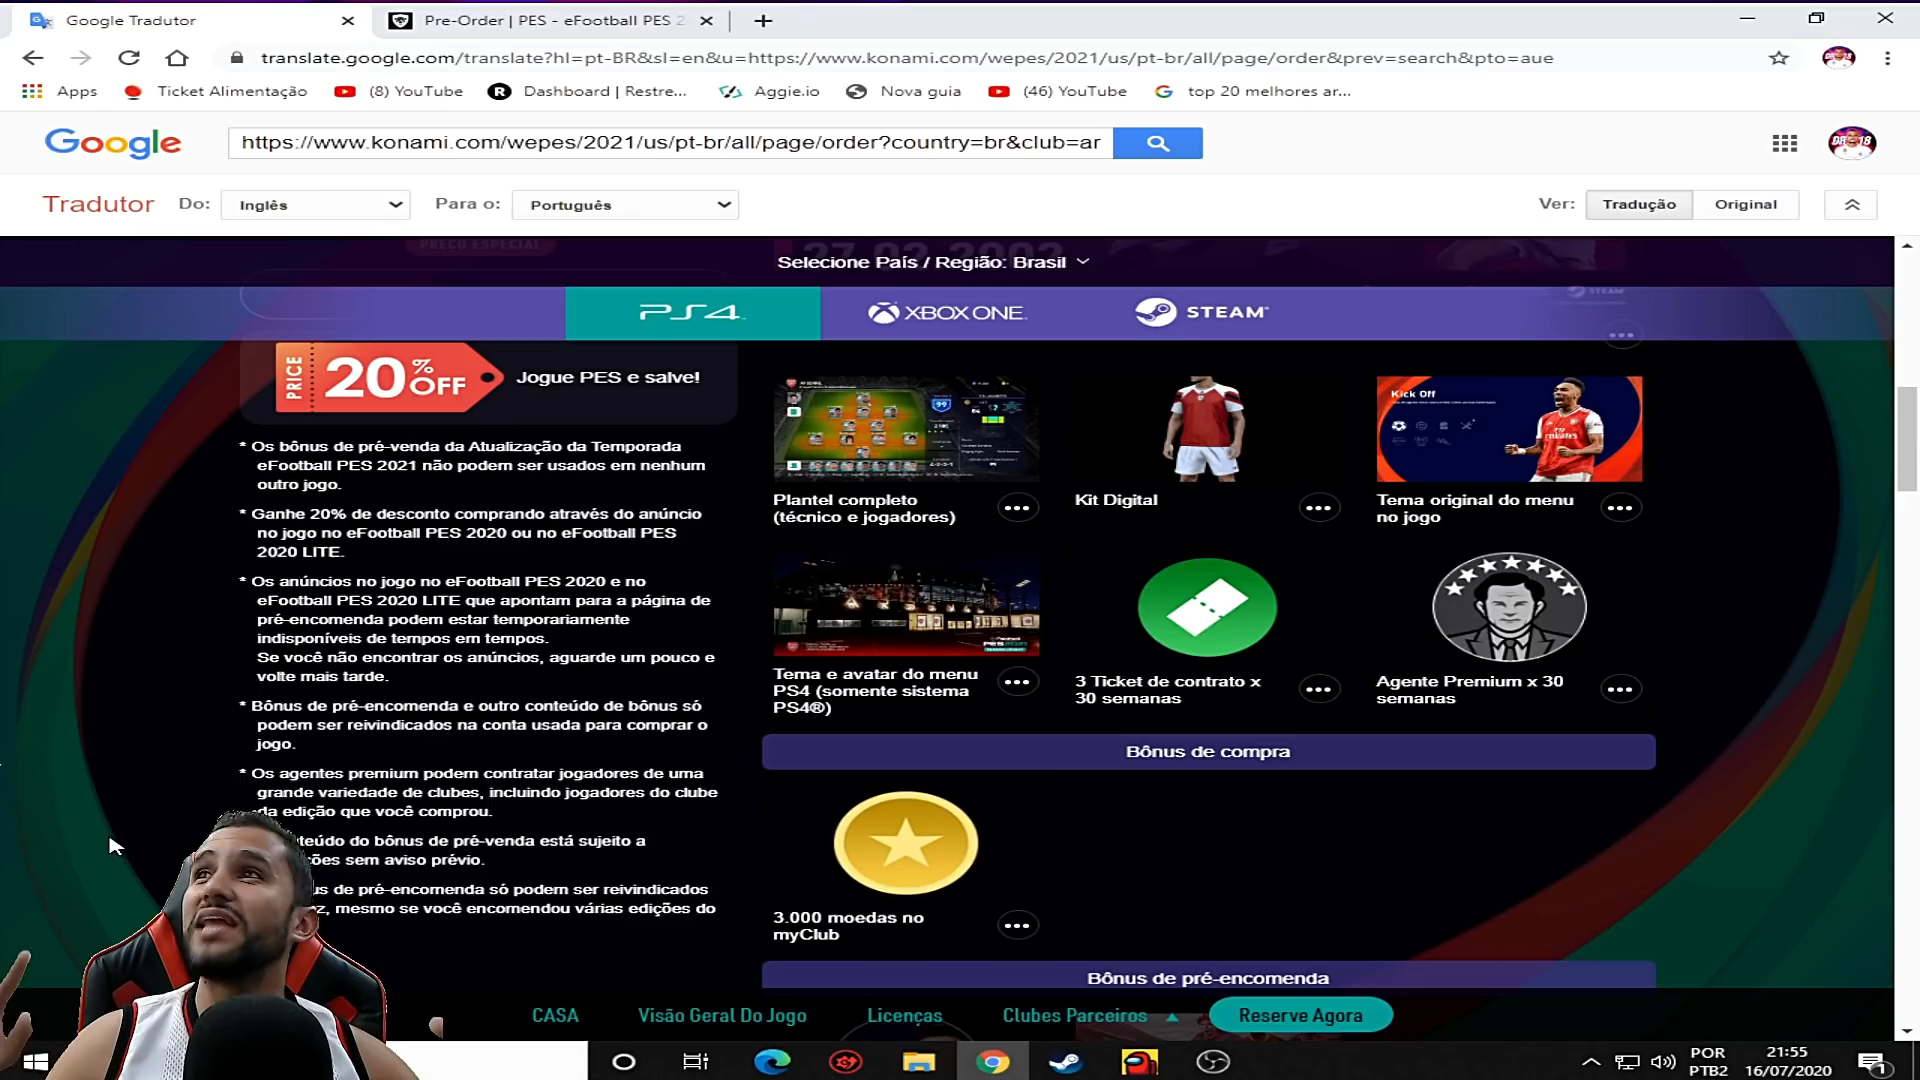 Google Tradutor
Pre-Order | PES - eFootball PES 2
translate.google.com/translate?hl=pt-BR&sl=en&u=https://www.konami.com/wepes/2021/us/pt-br/all/page/order&prev=search&pto=aue
Apps
Ticket Alimentação
(8) YouTube
Dashboard | Restre...
Aggie.io
Nova guia
(46) YouTube
top 20 melhores ar...
Google
https://www.konami.com/wepes/2021/us/pt-br/all/page/order?country=br&club=ar
Tradutor
Do:
Inglês
Para o:
Português
Ver:
Tradução
Original
PREÇO ESPECIAL
Selecione País / Região: Brasil
PS4
XBOX ONE
STEAM
PRICE
20% OFF
Jogue PES e salve!
* Os bônus de pré-venda da Atualização da Temporada
eFootball PES 2021 não podem ser usados em nenhum
outro jogo.
* Ganhe 20% de desconto comprando através do anúncio
no jogo no eFootball PES 2020 ou no eFootball PES
2020 LITE.
* Os anúncios no jogo no eFootball PES 2020 e no
eFootball PES 2020 LITE que apontam para a página de
pré-encomenda podem estar temporariamente
indisponíveis de tempos em tempos.
Se você não encontrar os anúncios, aguarde um pouco e
volte mais tarde.
* Bônus de pré-encomenda e outro conteúdo de bônus só
podem ser reivindicados na conta usada para comprar o
jogo.
* Os agentes premium podem contratar jogadores de uma
grande variedade de clubes, incluindo jogadores do clube
da edição que você comprou.
teúdo do bônus de pré-venda está sujeito a
ções sem aviso prévio.
us de pré-encomenda só podem ser reivindicados
ez, mesmo se você encomendou várias edições do
Plantel completo
(técnico e jogadores)
Kit Digital
Kick Off
Tema original do menu
no jogo
Tema e avatar do menu
PS4 (somente sistema
PS4®)
3 Ticket de contrato x
30 semanas
Agente Premium x 30
semanas
Bônus de compra
3.000 moedas no
myClub
Bônus de pré-encomenda
CASA
Visão Geral Do Jogo
Licenças
Clubes Parceiros
Reserve Agora
POR
PTB2
21:55
16/07/2020
1